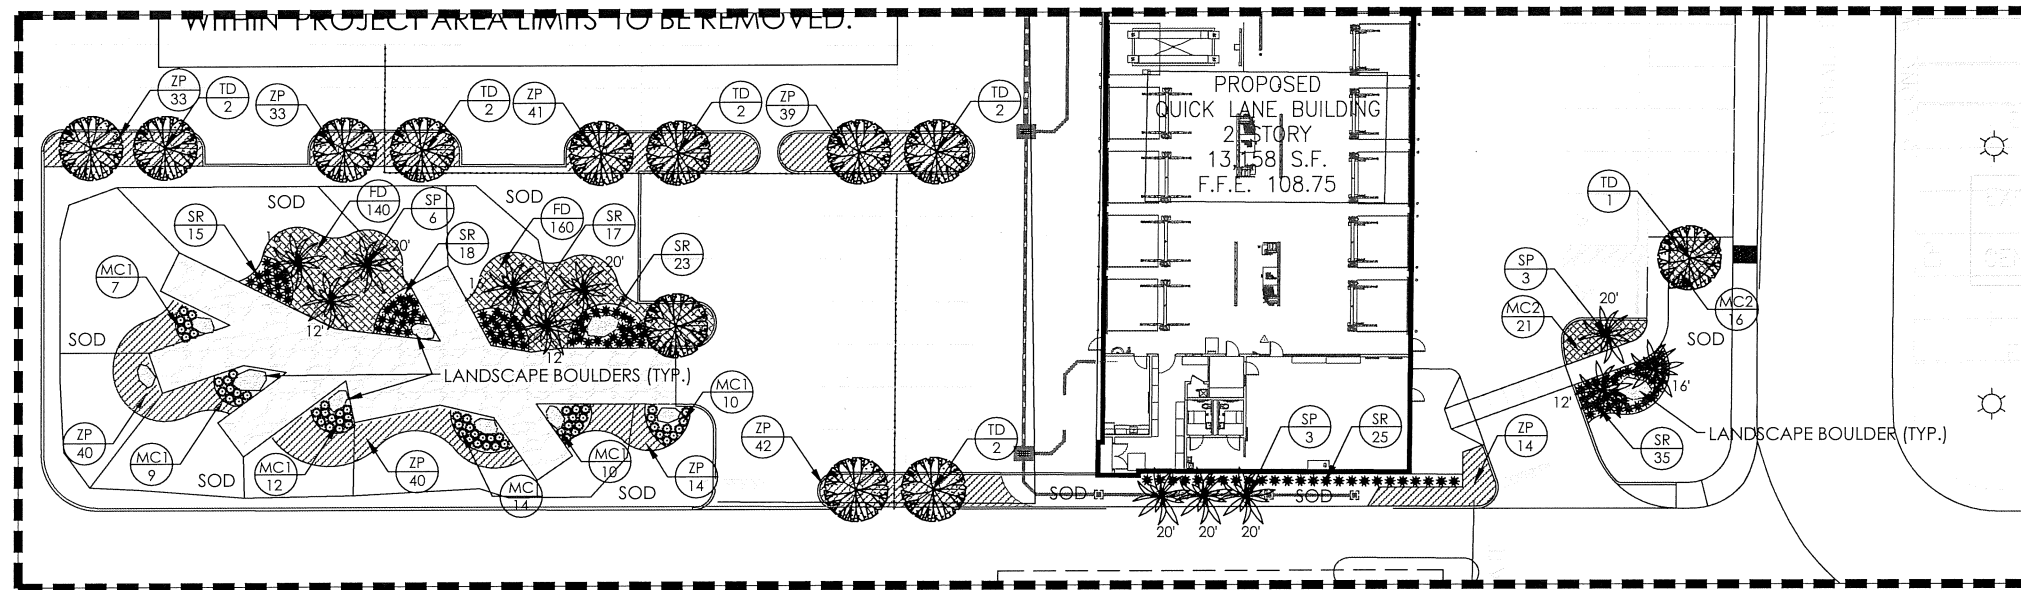 WITHIN PROJECT AREA LIMITS TO BE REMOVED.
ZP
33
TD
2
ZP
33
TD
2
ZP
41
TD
2
ZP
39
TD
2
PROPOSED
QUICK LANE BUILDING
2 STORY
13,158 S.F.
F.F.E. 108.75
SOD
FD
140
SP
6
SOD
FD
160
SR
17
SR
15
SR
18
SR
23
20'
20'
12'
12'
MC1
7
SOD
LANDSCAPE BOULDERS (TYP.)
MC1
10
ZP
40
MC1
9
SOD
MC1
12
ZP
40
MC
14
MC1
10
SOD
ZP
14
ZP
42
TD
2
SP
3
SR
25
ZP
14
SOD
SOD
20'
20'
20'
TD
1
SP
3
MC2
21
20'
MC2
16
SOD
16'
12'
SR
35
LANDSCAPE BOULDER (TYP.)